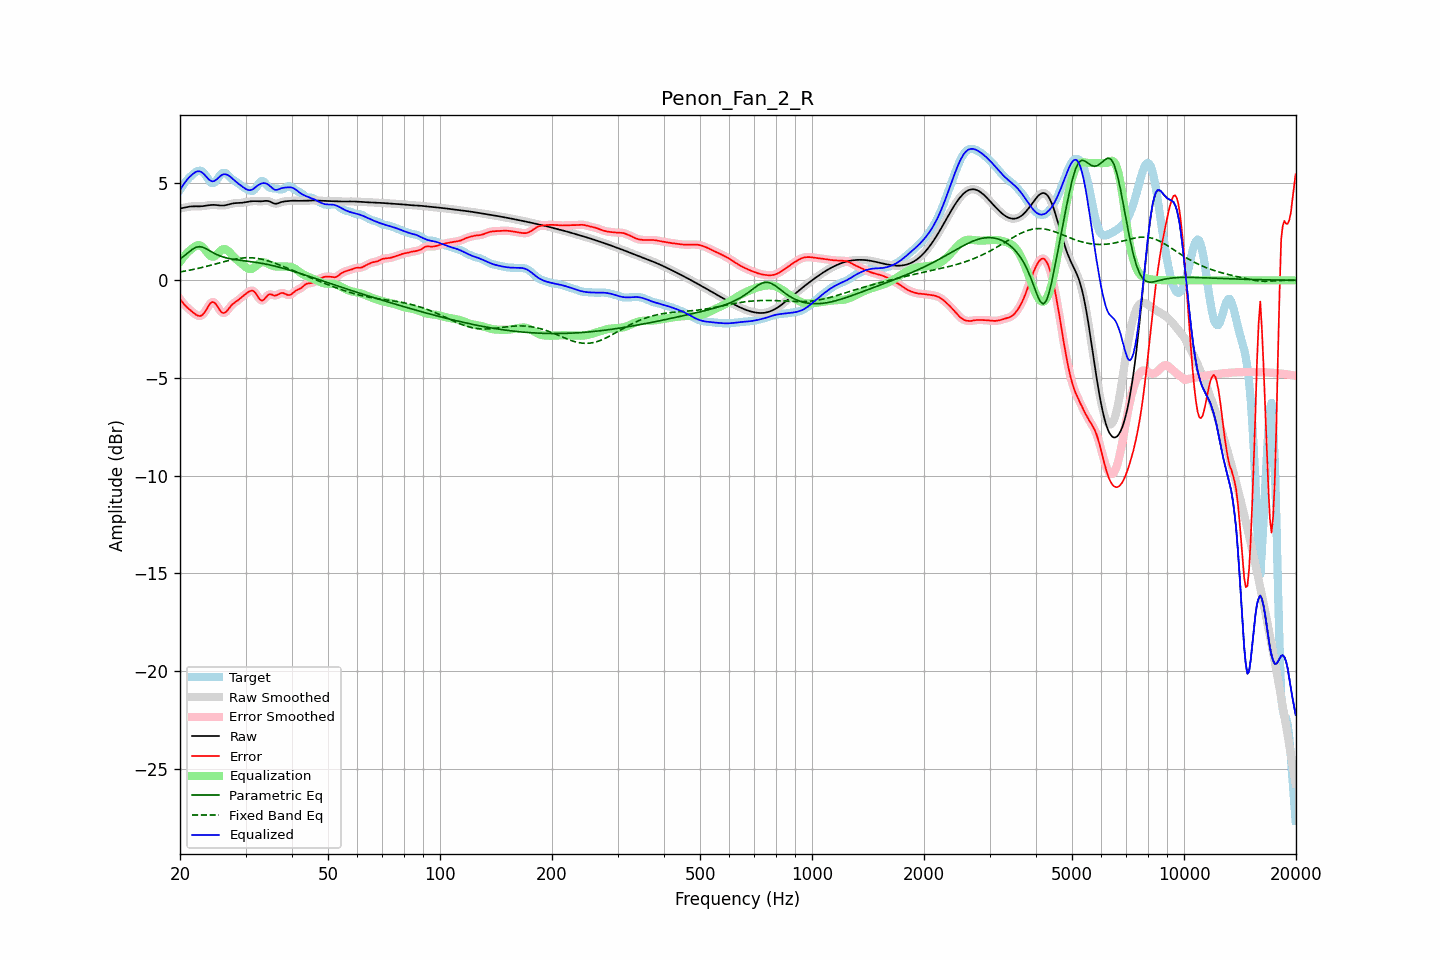 Penon_Fan_2_R
Amplitude (dBr)
5
0
−5
−10
−15
−20
−25
Target
Raw Smoothed
Error Smoothed
Raw
Error
Equalization
Parametric Eq
Fixed Band Eq
Equalized
20 50 100 200 500 1000 2000 5000 10000 20000
Frequency (Hz)